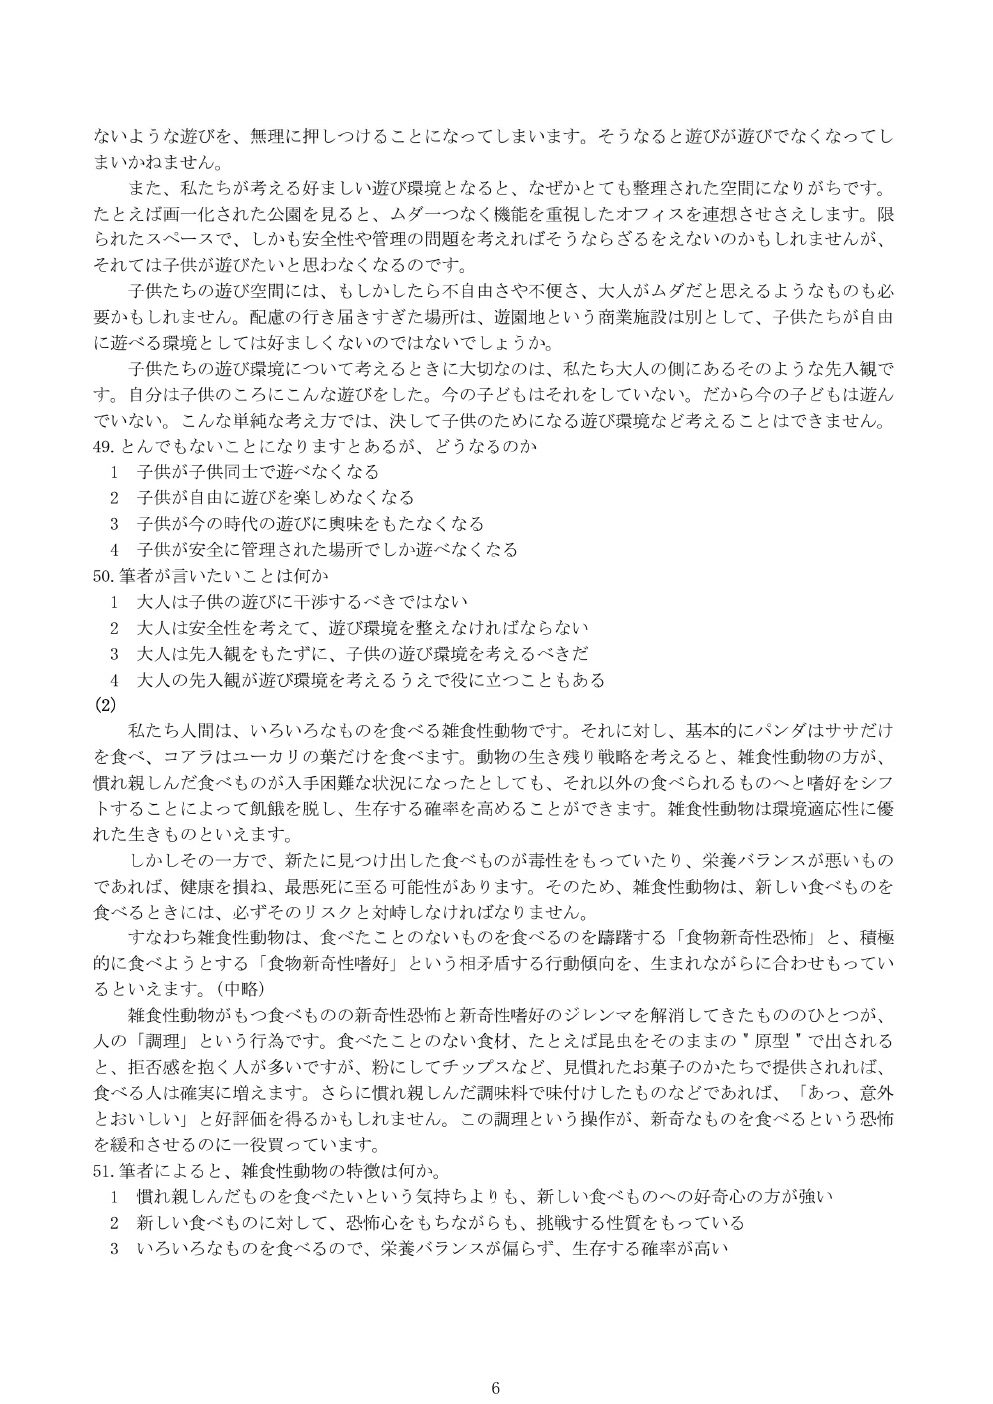 ないような遊びを、無理に押しつけることになってしまいます。そうなると遊びが遊びでなくなってし
まいかねません。
また、私たちが考える好ましい遊び環境となると、なぜかとても整理された空間になりがちです。
たとえば画一化された公園を見ると、ムダ一つなく機能を重視したオフィスを連想させさえします。限
られたスペースで、しかも安全性や管理の問題を考えればそうならざるをえないのかもしれませんが、
それては子供が遊びたいと思わなくなるのです。
子供たちの遊び空間には、もしかしたら不自由さや不便さ、大人がムダだと思えるようなものも必
要かもしれません。配慮の行き届きすぎた場所は、遊園地という商業施設は別として、子供たちが自由
に遊べる環境としては好ましくないのではないでしょうか。
子供たちの遊び環境について考えるときに大切なのは、私たち大人の側にあるそのような先入観で
す。自分は子供のころにこんな遊びをした。今の子どもはそれをしていない。だから今の子どもは遊ん
でいない。こんな単純な考え方では、決して子供のためになる遊び環境など考えることはできません。
49. とんでもないことになりますとあるが、どうなるのか
1 子供が子供同士で遊べなくなる
2 子供が自由に遊びを楽しめなくなる
3 子供が今の時代の遊びに興味をもたなくなる
4 子供が安全に管理された場所でしか遊べなくなる
50. 筆者が言いたいことは何か
1 大人は子供の遊びに干渉するべきではない
2 大人は安全性を考えて、遊び環境を整えなければならない
3 大人は先入観をもたずに、子供の遊び環境を考えるべきだ
4 大人の先入観が遊び環境を考えるうえで役に立つこともある
(2)
私たち人間は、いろいろなものを食べる雑食性動物です。それに対し、基本的にパンダはササだけ
を食べ、コアラはユーカリの葉だけを食べます。動物の生き残り戦略を考えると、雑食性動物の方が、
慣れ親しんだ食べものが入手困難な状況になったとしても、それ以外の食べられるものへと嗜好をシフ
トすることによって飢餓を脱し、生存する確率を高めることができます。雑食性動物は環境適応性に優
れた生きものといえます。
しかしその一方で、新たに見つけ出した食べものが毒性をもっていたり、栄養バランスが悪いもの
であれば、健康を損ね、最悪死に至る可能性があります。そのため、雑食性動物は、新しい食べものを
食べるときには、必ずそのリスクと対峙しなければなりません。
すなわち雑食性動物は、食べたことのないものを食べるのを躊躇する「食物新奇性恐怖」と、積極
的に食べようとする「食物新奇性嗜好」という相矛盾する行動傾向を、生まれながらに合わせもってい
るといえます。(中略)
雑食性動物がもつ食べものの新奇性恐怖と新奇性嗜好のジレンマを解消してきたもののひとつが、
人の「調理」という行為です。食べたことのない食材、たとえば昆虫をそのままの＂原型＂で出される
と、拒否感を抱く人が多いですが、粉にしてチップスなど、見慣れたお菓子のかたちで提供されれば、
食べる人は確実に増えます。さらに慣れ親しんだ調味料で味付けしたものなどであれば、「あっ、意外
とおいしい」と好評価を得るかもしれません。この調理という操作が、新奇なものを食べるという恐怖
を緩和させるのに一役買っています。
51. 筆者によると、雑食性動物の特徴は何か。
1 慣れ親しんだものを食べたいという気持ちよりも、新しい食べものへの好奇心の方が強い
2 新しい食べものに対して、恐怖心をもちながらも、挑戦する性質をもっている
3 いろいろなものを食べるので、栄養バランスが偏らず、生存する確率が高い
6